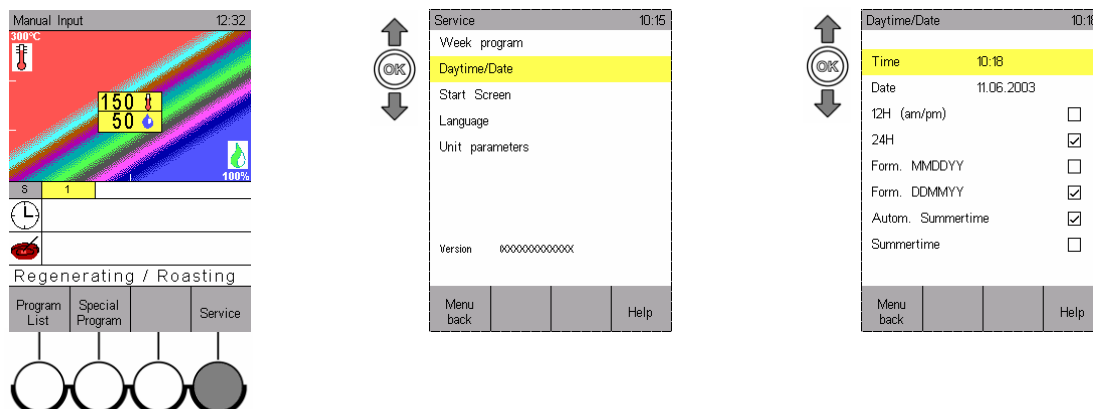 Manual Input 12:32
300°C
150
50
100%
S 1
Regenerating / Roasting
Program List
Special Program
Service
OK
Service 10:15
Week program
Daytime/Date
Start Screen
Language
Unit parameters
Version XXXXXXXXXXXXX
Menu back
Help
OK
Daytime/Date 10:18
Time 10:18
Date 11.06.2003
12H (am/pm)
24H
Form. MMDDYY
Form. DDMMYY
Autom. Summertime
Summertime
Menu back
Help